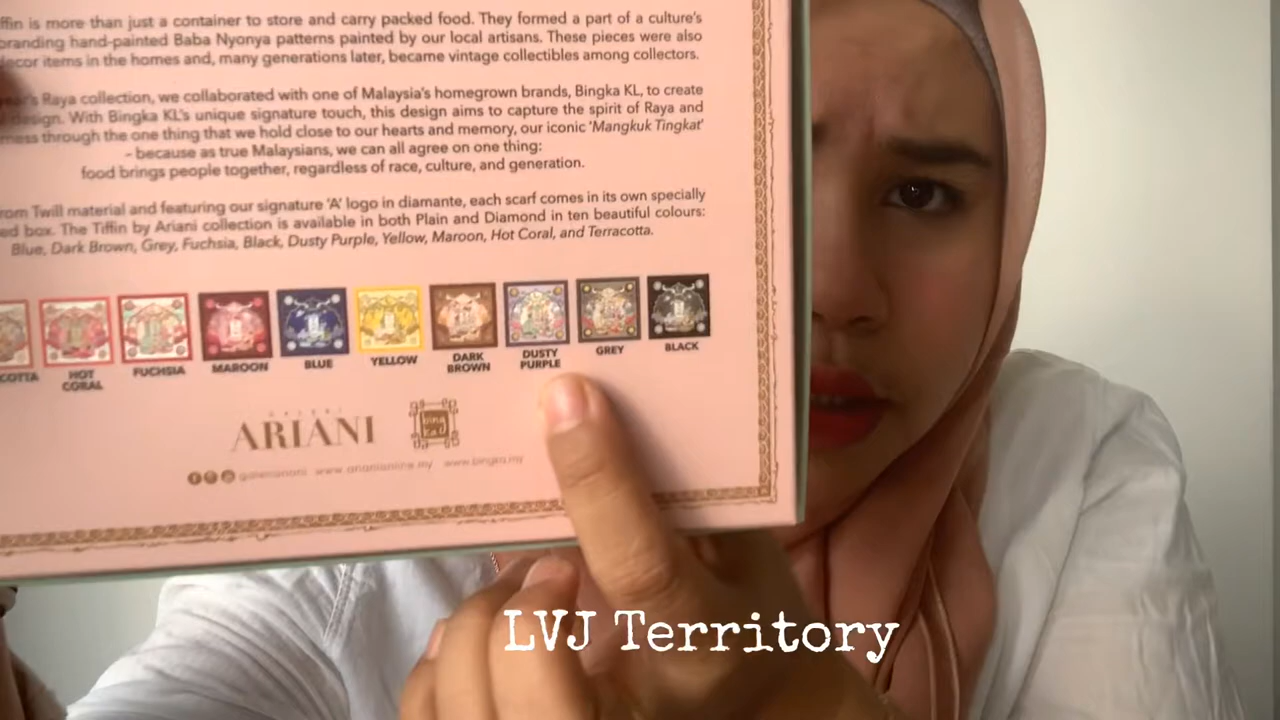 ffin is more than just a container to store and carry packed food. They formed a part of a culture's
branding hand-painted Baba Nyonya patterns painted by our local artisans. These pieces were also
decor items in the homes and, many generations later, became vintage collectibles among collectors.
year's Raya collection, we collaborated with one of Malaysia's homegrown brands, Bingka KL, to create
design. With Bingka KL's unique signature touch, this design aims to capture the spirit of Raya and
through the one thing that we hold close to our hearts and memory, our iconic 'Mangkuk Tingkat'
- because as true Malaysians, we can all agree on one thing:
food brings people together, regardless of race, culture, and generation.
rom Twill material and featuring our signature 'A' logo in diamante, each scarf comes in its own specially
ed box. The Tiffin by Ariani collection is available in both Plain and Diamond in ten beautiful colours:
Blue, Dark Brown, Grey, Fuchsia, Black, Dusty Purple, Yellow, Maroon, Hot Coral, and Terracotta.
COTTA HOT CORAL FUCHSIA MAROON BLUE YELLOW DARK BROWN DUSTY PURPLE GREY BLACK
ARIANI
www.bingka.my
LVJ Territory